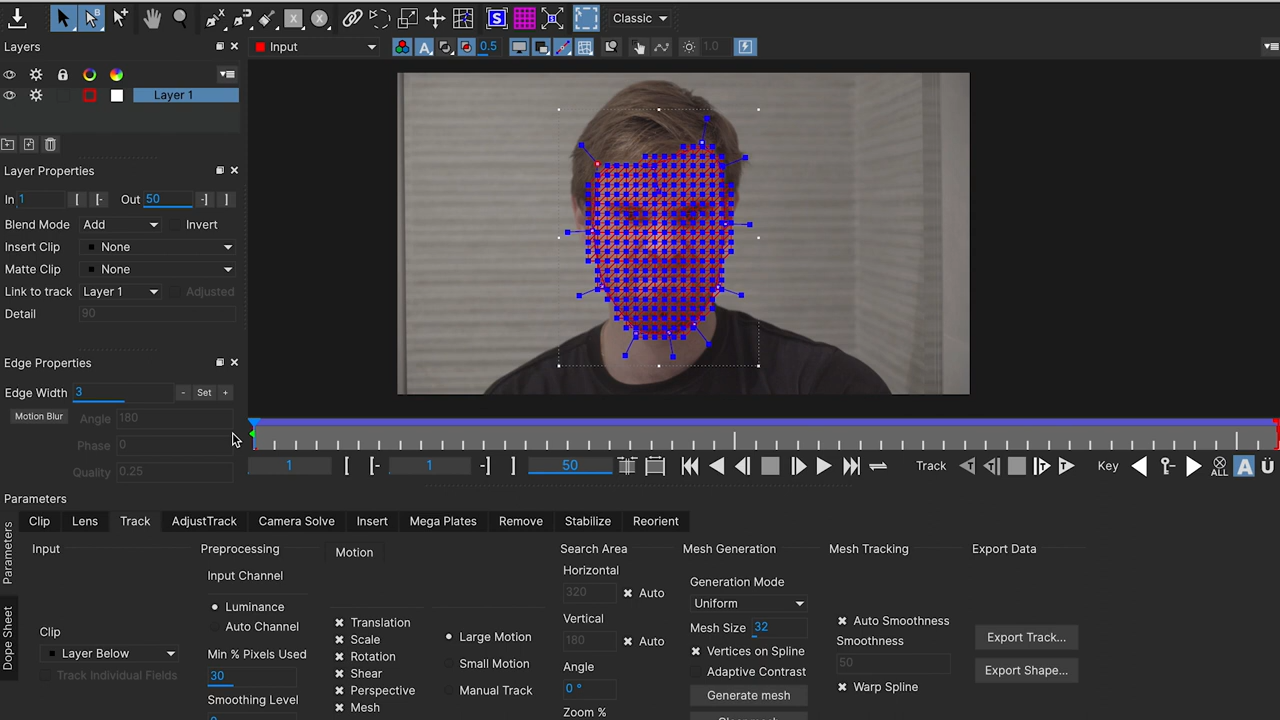 Classic
Layers
Input
0.5
1.0
Layer 1
Layer Properties
In 1 [ [- Out 50 -] ]
Blend Mode Add Invert
Insert Clip None
Matte Clip None
Link to track Layer 1 Adjusted
Detail 90
Edge Properties
Edge Width 3 - Set +
Motion Blur Angle 180
Phase 0
Quality 0.25
1 [ [- 1 -] ] 50 Track Key ALL A Ü
Parameters
Clip Lens Track AdjustTrack Camera Solve Insert Mega Plates Remove Stabilize Reorient
Parameters
Dope Sheet
Input
Clip
Layer Below
Track Individual Fields
Preprocessing
Input Channel
Luminance
Auto Channel
Min % Pixels Used
30
Smoothing Level
Motion
Translation
Scale
Rotation
Shear
Perspective
Mesh
Large Motion
Small Motion
Manual Track
Search Area
Horizontal
320 Auto
Vertical
180 Auto
Angle
0 °
Zoom %
Mesh Generation
Generation Mode
Uniform
Mesh Size 32
Vertices on Spline
Adaptive Contrast
Generate mesh
Mesh Tracking
Auto Smoothness
Smoothness
50
Warp Spline
Export Data
Export Track...
Export Shape...